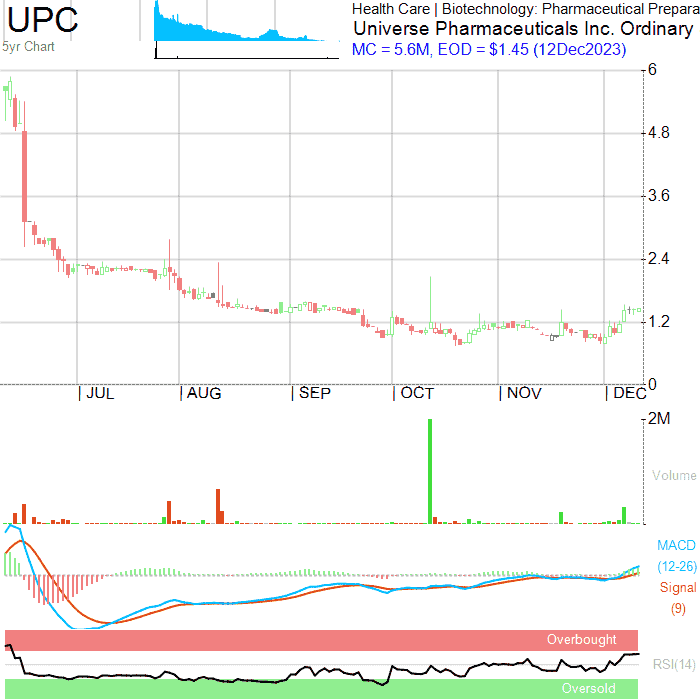 UPC
5yr Chart
Health Care | Biotechnology: Pharmaceutical Prepara
Universe Pharmaceuticals Inc. Ordinary
MC = 5.6M, EOD = $1.45 (12Dec2023)
6
4.8
3.6
2.4
1.2
0
JUL
AUG
SEP
OCT
NOV
DEC
2M
Volume
MACD
(12-26)
Signal
(9)
Overbought
RSI(14)
Oversold